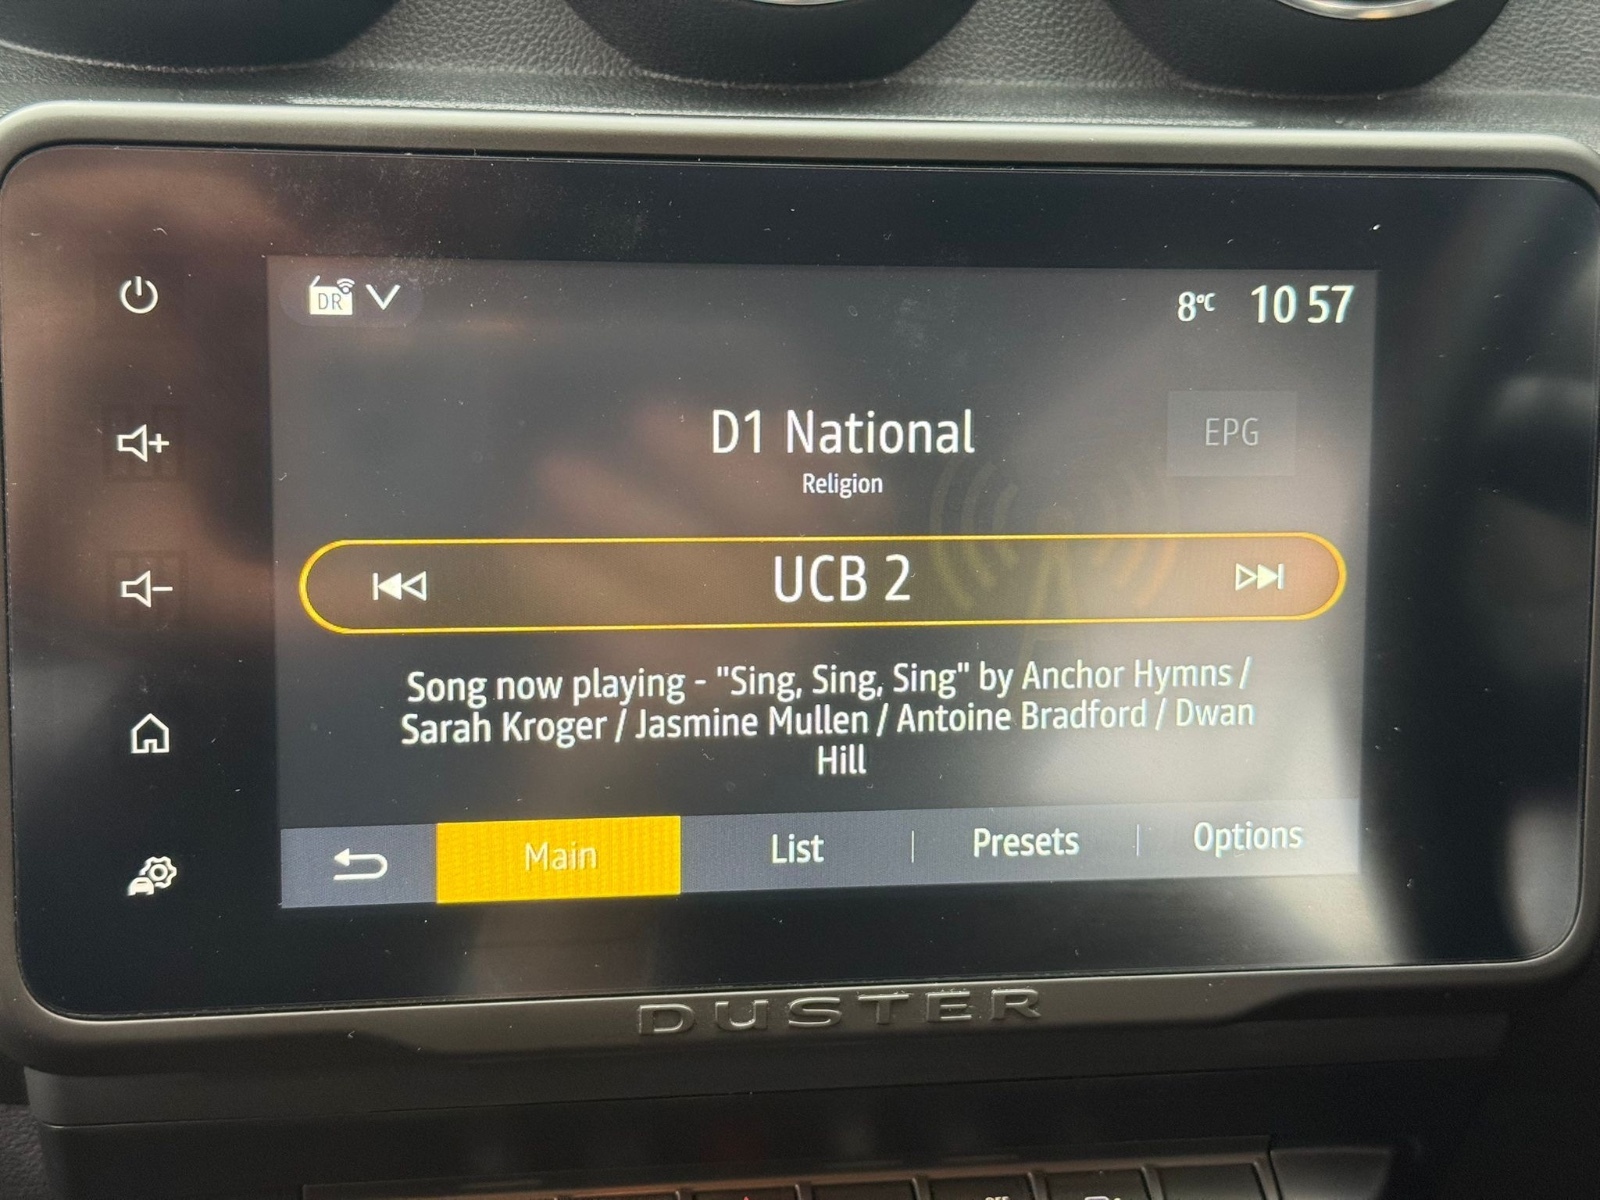 DR
8°C 10 57
D1 National
EPG
Religion
UCB 2
Song now playing - "Sing, Sing, Sing" by Anchor Hymns /
Sarah Kroger / Jasmine Mullen / Antoine Bradford / Dwan
Hill
Main List Presets Options
DUSTER